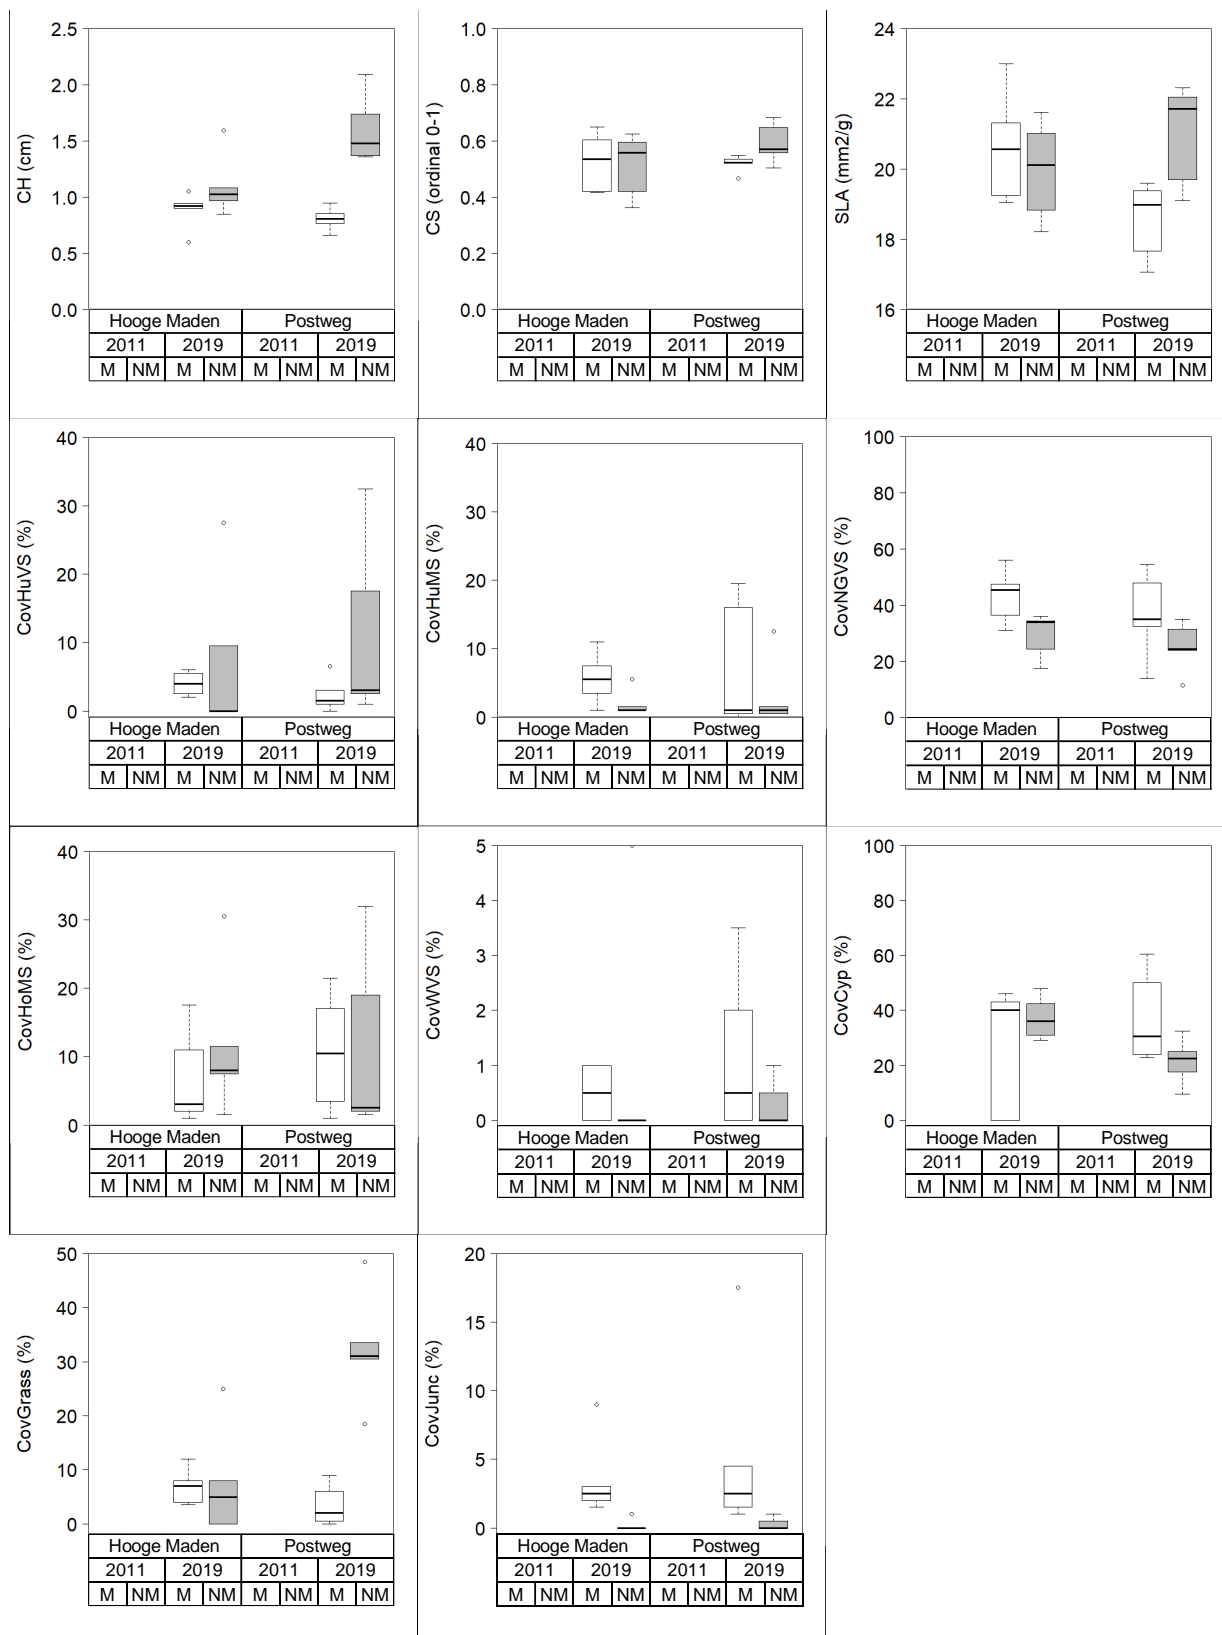 CH (cm)
2.5
2.0
1.5
1.0
0.5
0.0
Hooge Maden Postweg
2011 2019 2011 2019
M NM M NM M NM M NM
CS (ordinal 0-1)
1.0
0.8
0.6
0.4
0.2
0.0
Hooge Maden Postweg
2011 2019 2011 2019
M NM M NM M NM M NM
SLA (mm2/g)
24
22
20
18
16
Hooge Maden Postweg
2011 2019 2011 2019
M NM M NM M NM M NM
CovHuVS (%)
40
30
20
10
0
Hooge Maden Postweg
2011 2019 2011 2019
M NM M NM M NM M NM
CovHuMS (%)
40
30
20
10
0
Hooge Maden Postweg
2011 2019 2011 2019
M NM M NM M NM M NM
CovNGVS (%)
100
80
60
40
20
0
Hooge Maden Postweg
2011 2019 2011 2019
M NM M NM M NM M NM
CovHoMS (%)
40
30
20
10
0
Hooge Maden Postweg
2011 2019 2011 2019
M NM M NM M NM M NM
CovWVS (%)
5
4
3
2
1
0
Hooge Maden Postweg
2011 2019 2011 2019
M NM M NM M NM M NM
CovCyp (%)
100
80
60
40
20
0
Hooge Maden Postweg
2011 2019 2011 2019
M NM M NM M NM M NM
CovGrass (%)
50
40
30
20
10
0
Hooge Maden Postweg
2011 2019 2011 2019
M NM M NM M NM M NM
CovJunc (%)
20
15
10
5
0
Hooge Maden Postweg
2011 2019 2011 2019
M NM M NM M NM M NM